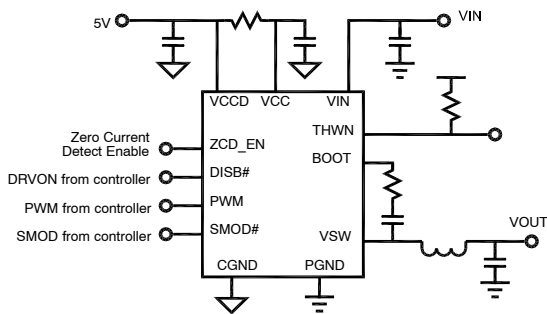 5V
VIN
VCCD VCC VIN
THWN
Zero Current
Detect Enable
ZCD_EN
BOOT
DRVON from controller
DISB#
PWM from controller
PWM
SMOD from controller
SMOD#
VSW
VOUT
CGND PGND